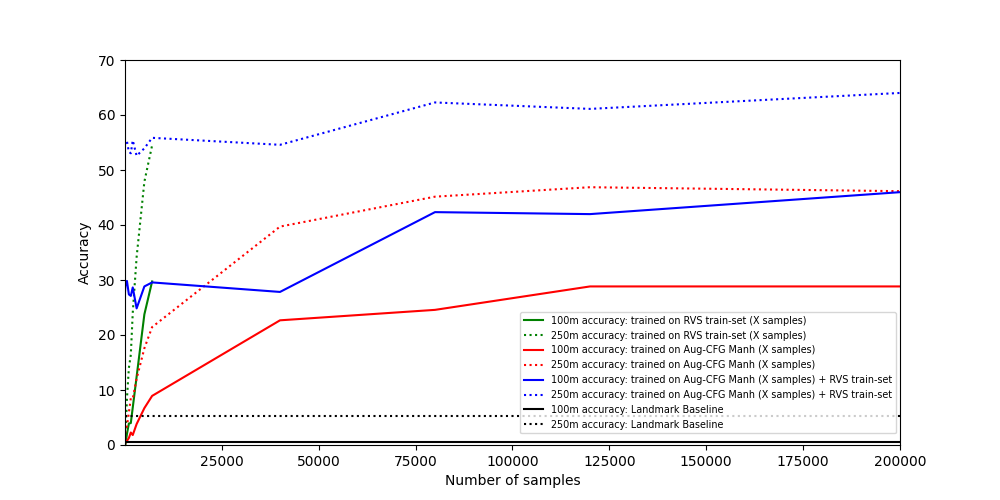 70
60
50
40
30
20
10
0
Accuracy
100m accuracy: trained on RVS train-set (X samples)
250m accuracy: trained on RVS train-set (X samples)
100m accuracy: trained on Aug-CFG Manh (X samples)
250m accuracy: trained on Aug-CFG Manh (X samples)
100m accuracy: trained on Aug-CFG Manh (X samples) + RVS train-set
250m accuracy: trained on Aug-CFG Manh (X samples) + RVS train-set
100m accuracy: Landmark Baseline
250m accuracy: Landmark Baseline
25000 50000 75000 100000 125000 150000 175000 200000
Number of samples